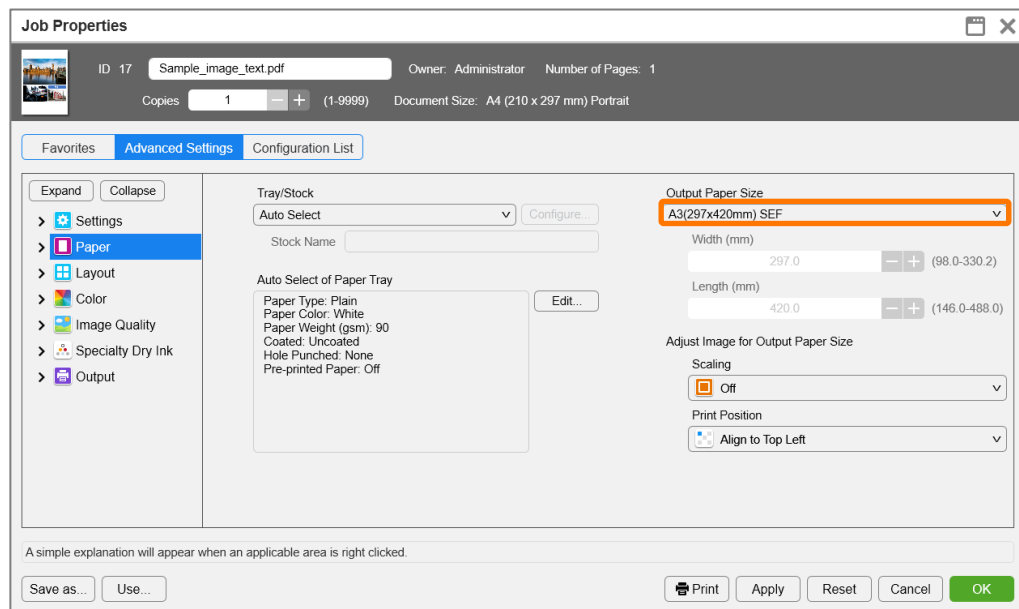 Job Properties
ID 17 Sample_image_text.pdf Owner: Administrator Number of Pages: 1
Copies 1 (1-9999) Document Size: A4 (210 x 297 mm) Portrait
Favorites Advanced Settings Configuration List
Expand Collapse
Settings
Paper
Layout
Color
Image Quality
Specialty Dry Ink
Output
Tray/Stock
Auto Select Configure...
Stock Name
Auto Select of Paper Tray
Paper Type: Plain
Paper Color: White
Paper Weight (gsm): 90
Coated: Uncoated
Hole Punched: None
Pre-printed Paper: Off
Edit...
Output Paper Size
A3(297x420mm) SEF
Width (mm)
297.0 (98.0-330.2)
Length (mm)
420.0 (146.0-488.0)
Adjust Image for Output Paper Size
Scaling
Off
Print Position
Align to Top Left
A simple explanation will appear when an applicable area is right clicked.
Save as... Use... Print Apply Reset Cancel OK